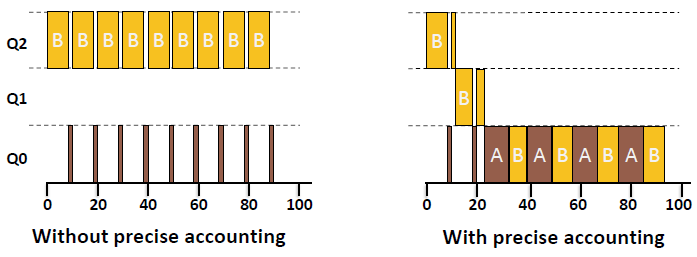 Q2
B B B B B B B B B
B
Q1
B
Q0
A B A B A B A B
0 20 40 60 80 100
0 20 40 60 80 100
Without precise accounting
With precise accounting